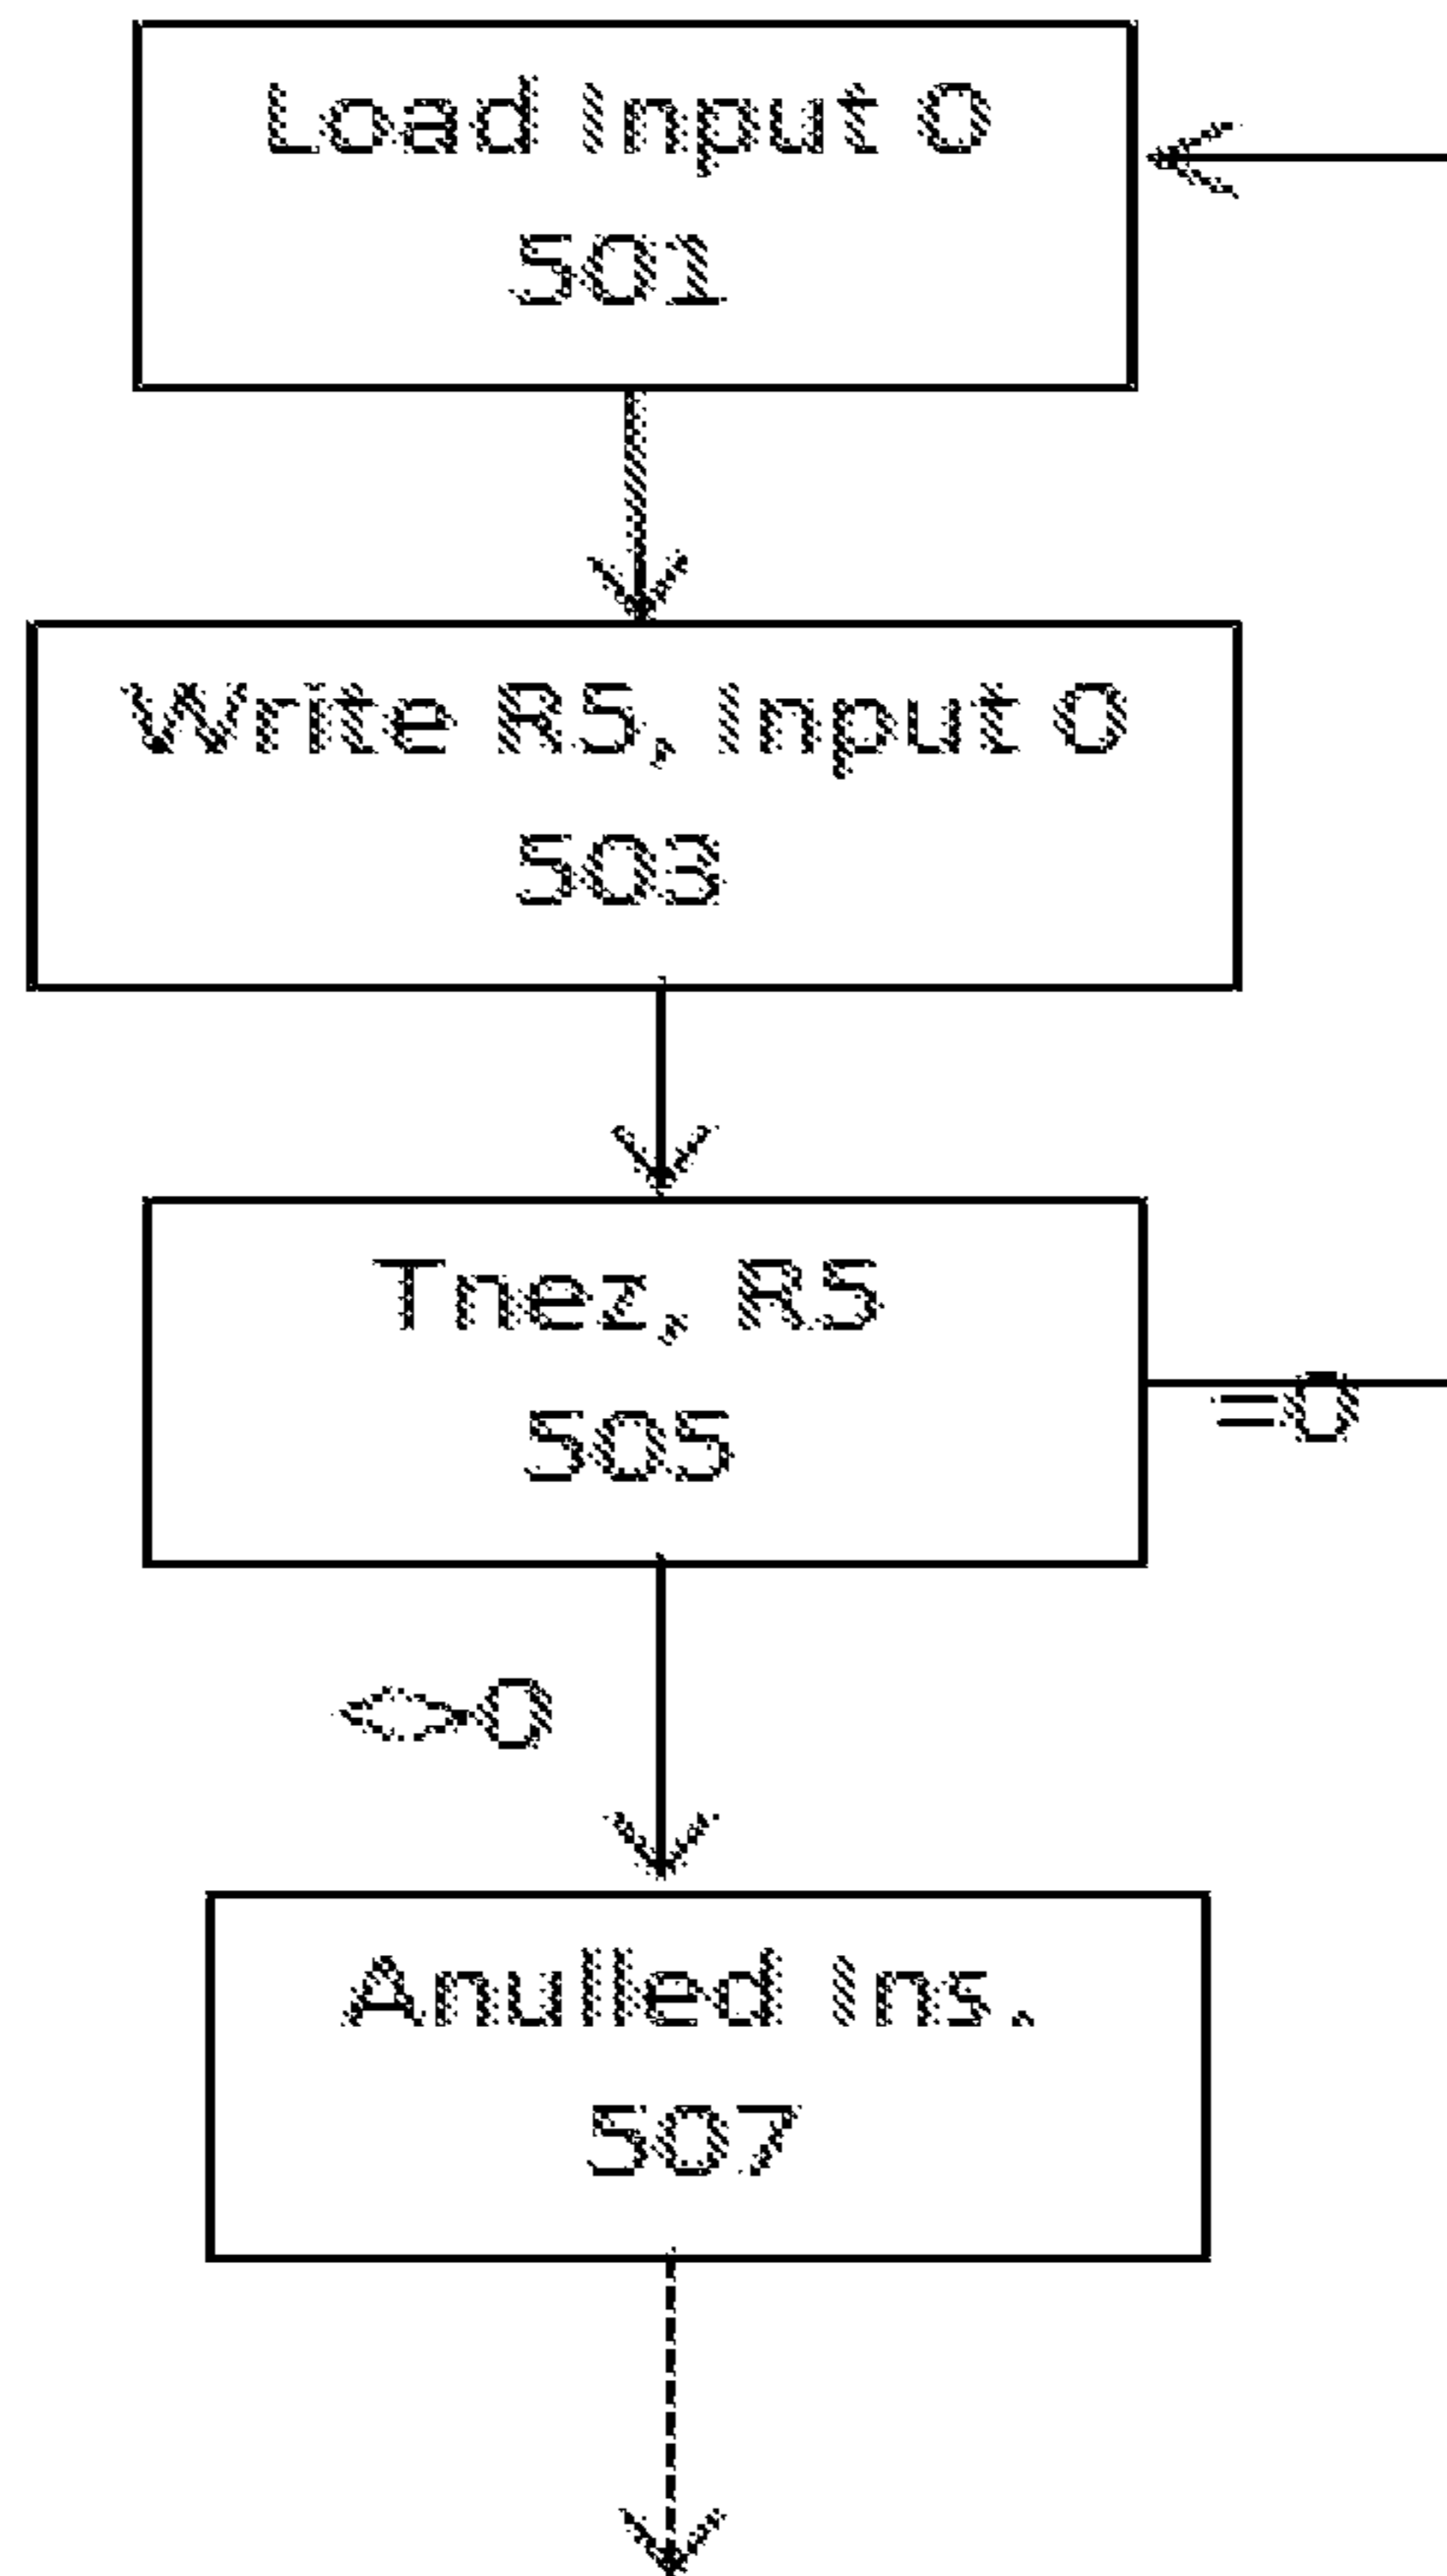 Load Input 0
501
Write R5, Input 0
503
Tnez, R5
505
=0
<>0
Anulled Ins.
507